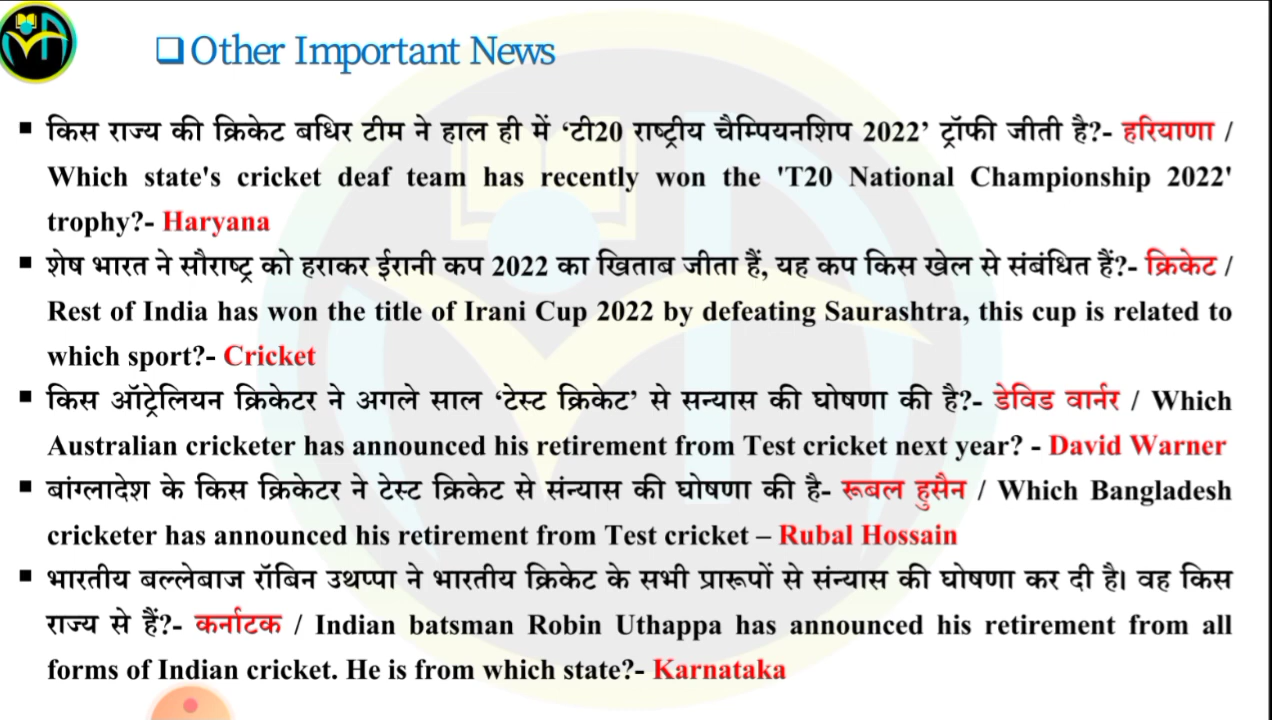 ❑ Other Important News
▪ किस राज्य की क्रिकेट बधिर टीम ने हाल ही में ‘टी20 राष्ट्रीय चैम्पियनशिप 2022’ ट्रॉफी जीती है?- हरियाणा /
Which state's cricket deaf team has recently won the 'T20 National Championship 2022'
trophy?- Haryana
▪ शेष भारत ने सौराष्ट्र को हराकर ईरानी कप 2022 का खिताब जीता हैं, यह कप किस खेल से संबंधित हैं?- क्रिकेट /
Rest of India has won the title of Irani Cup 2022 by defeating Saurashtra, this cup is related to
which sport?- Cricket
▪ किस ऑट्रेलियन क्रिकेटर ने अगले साल ‘टेस्ट क्रिकेट’ से सन्यास की घोषणा की है?- डेविड वार्नर / Which
Australian cricketer has announced his retirement from Test cricket next year? - David Warner
▪ बांग्लादेश के किस क्रिकेटर ने टेस्ट क्रिकेट से संन्यास की घोषणा की है- रूबल हुसैन / Which Bangladesh
cricketer has announced his retirement from Test cricket – Rubal Hossain
▪ भारतीय बल्लेबाज रॉबिन उथप्पा ने भारतीय क्रिकेट के सभी प्रारूपों से संन्यास की घोषणा कर दी है। वह किस
राज्य से हैं?- कर्नाटक / Indian batsman Robin Uthappa has announced his retirement from all
forms of Indian cricket. He is from which state?- Karnataka